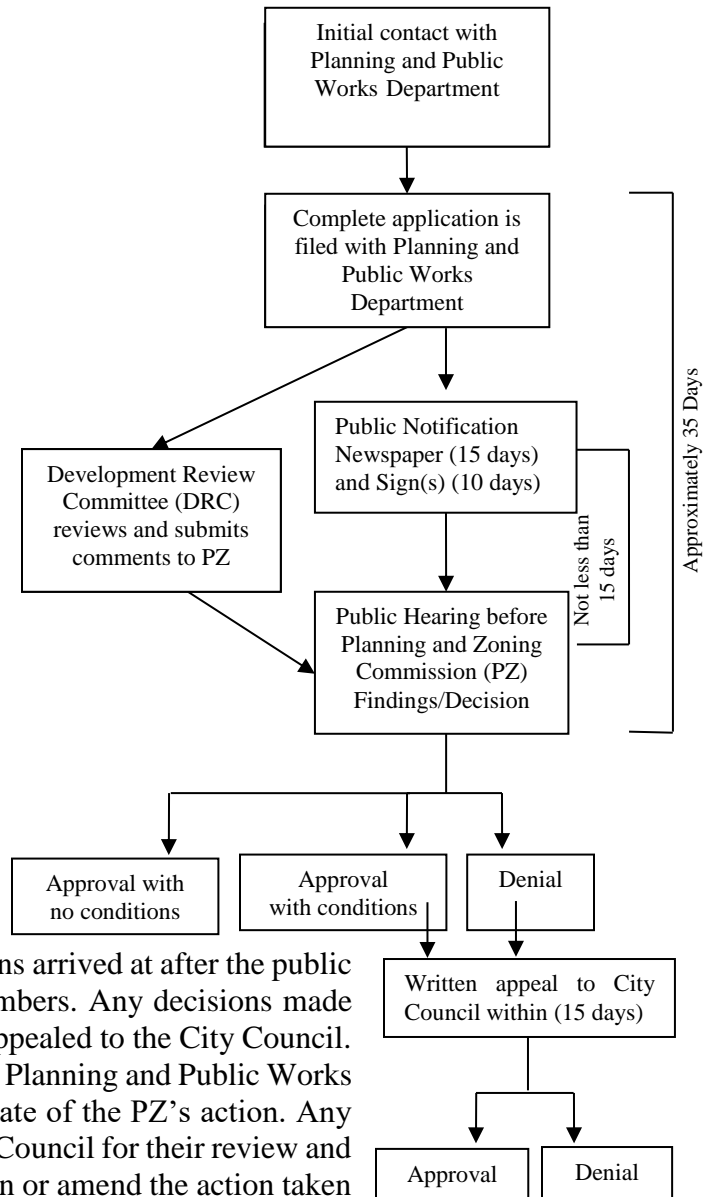 Initial contact with
Planning and Public
Works Department
Complete application is
filed with Planning and
Public Works
Department
Approximately 35 Days
Public Notification
Newspaper (15 days)
and Sign(s) (10 days)
Development Review
Committee (DRC)
reviews and submits
comments to PZ
Not less than
15 days
Public Hearing before
Planning and Zoning
Commission (PZ)
Findings/Decision
Approval with
no conditions
Approval
with conditions
Denial
ns arrived at after the public
mbers. Any decisions made
ppealed to the City Council.
Planning and Public Works
ate of the PZ's action. Any
Council for their review and
n or amend the action taken
Written appeal to City
Council within (15 days)
Approval
Denial